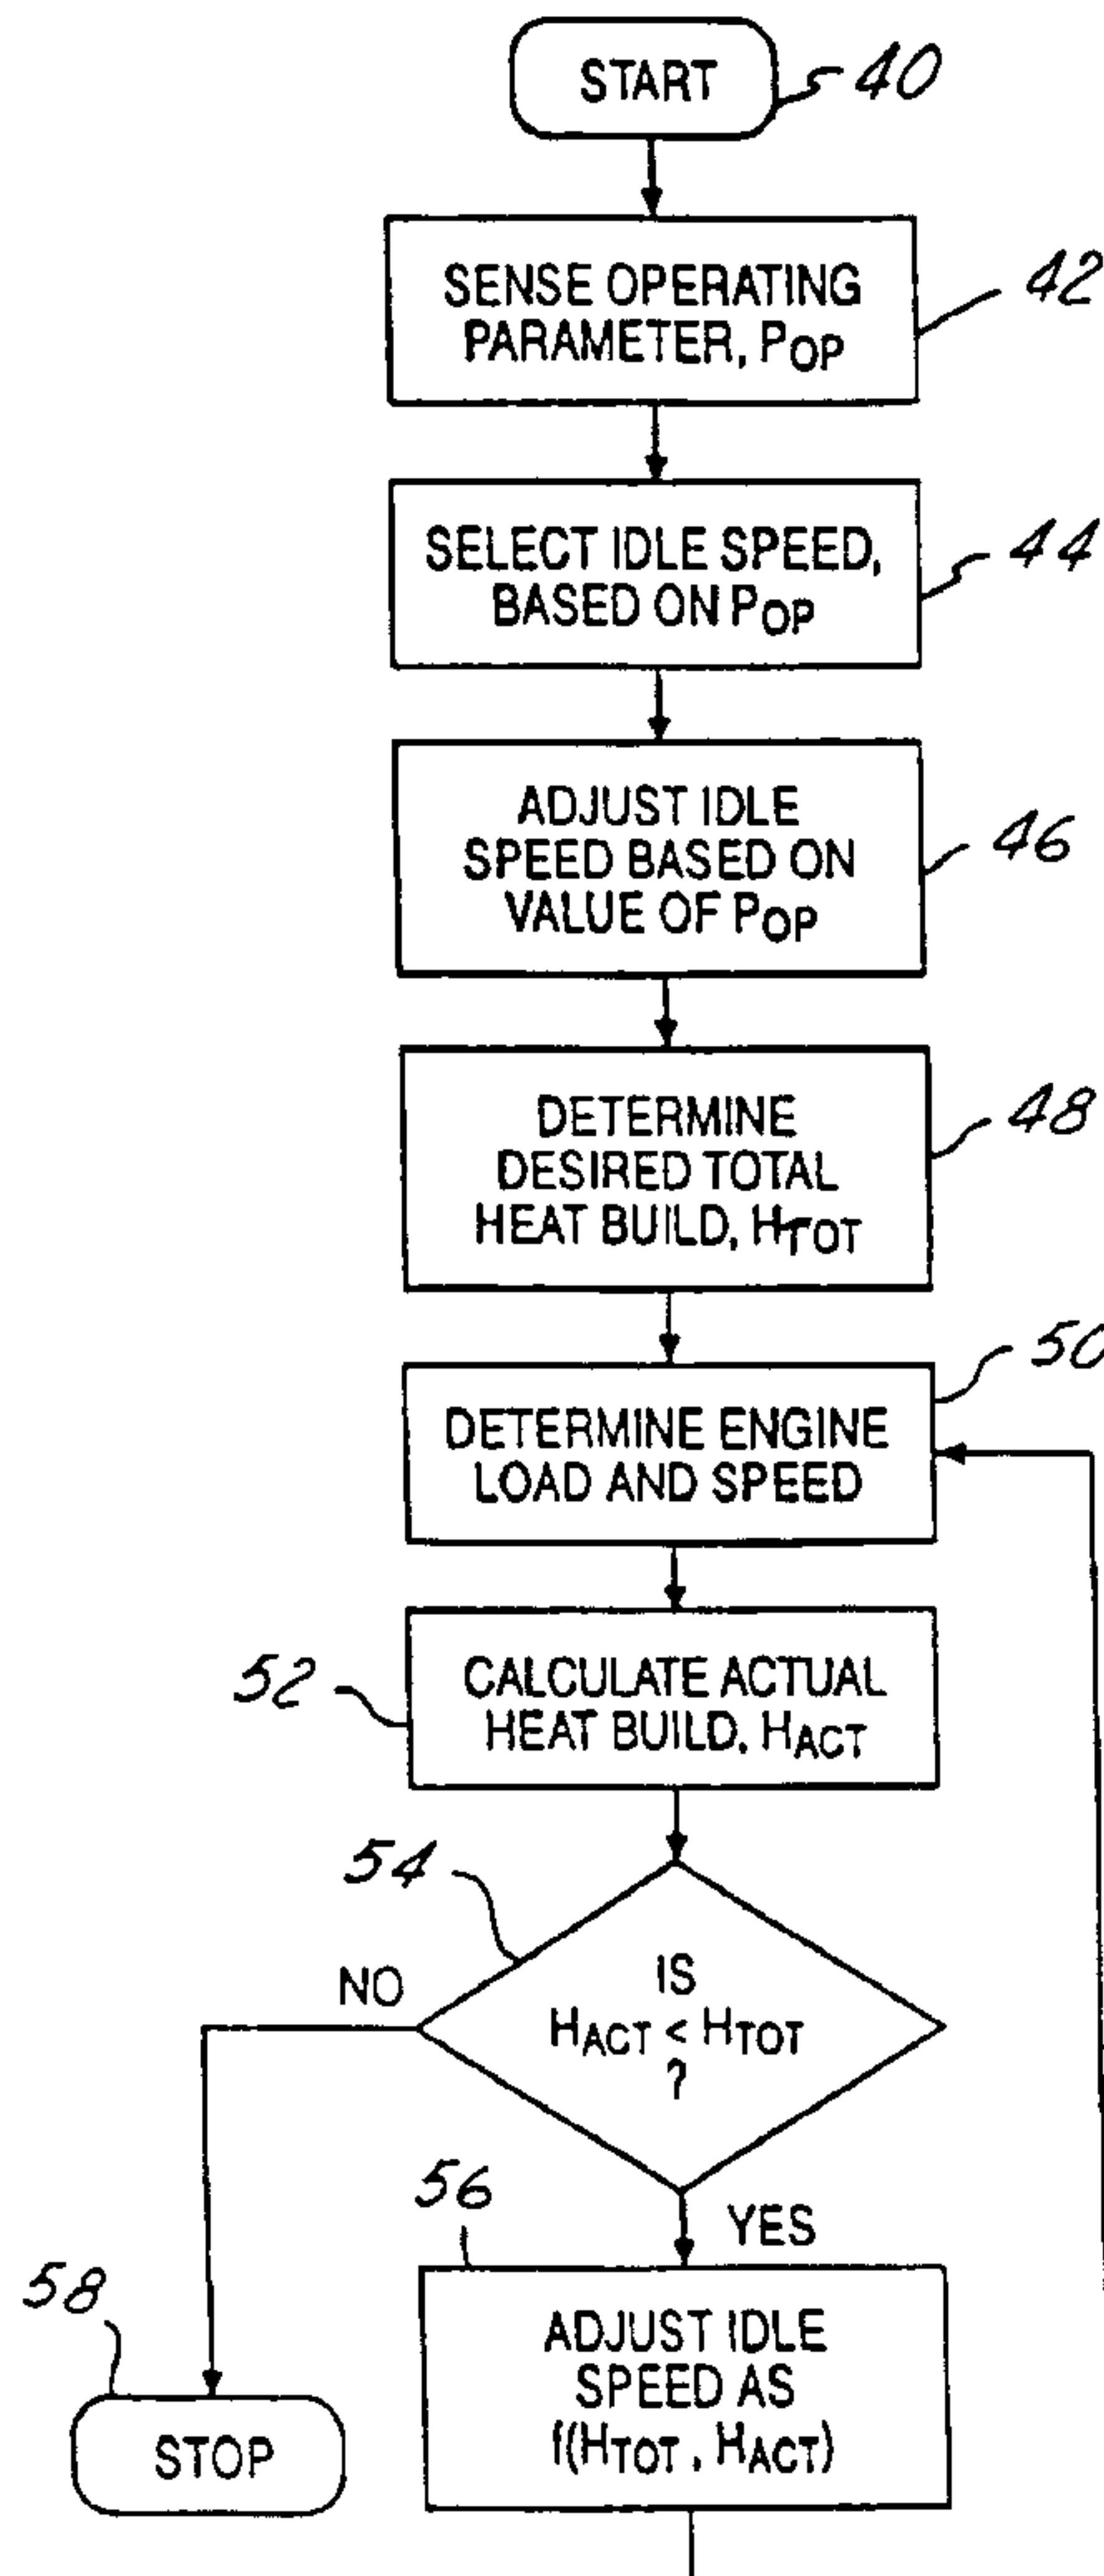 START
40
SENSE OPERATING
PARAMETER, POP
42
SELECT IDLE SPEED,
BASED ON POP
44
ADJUST IDLE
SPEED BASED ON
VALUE OF POP
46
DETERMINE
DESIRED TOTAL
HEAT BUILD, HTOT
48
50
DETERMINE ENGINE
LOAD AND SPEED
52
CALCULATE ACTUAL
HEAT BUILD, HACT
54
NO
IS
HACT < HTOT
?
56
YES
58
ADJUST IDLE
SPEED AS
f(HTOT , HACT)
STOP